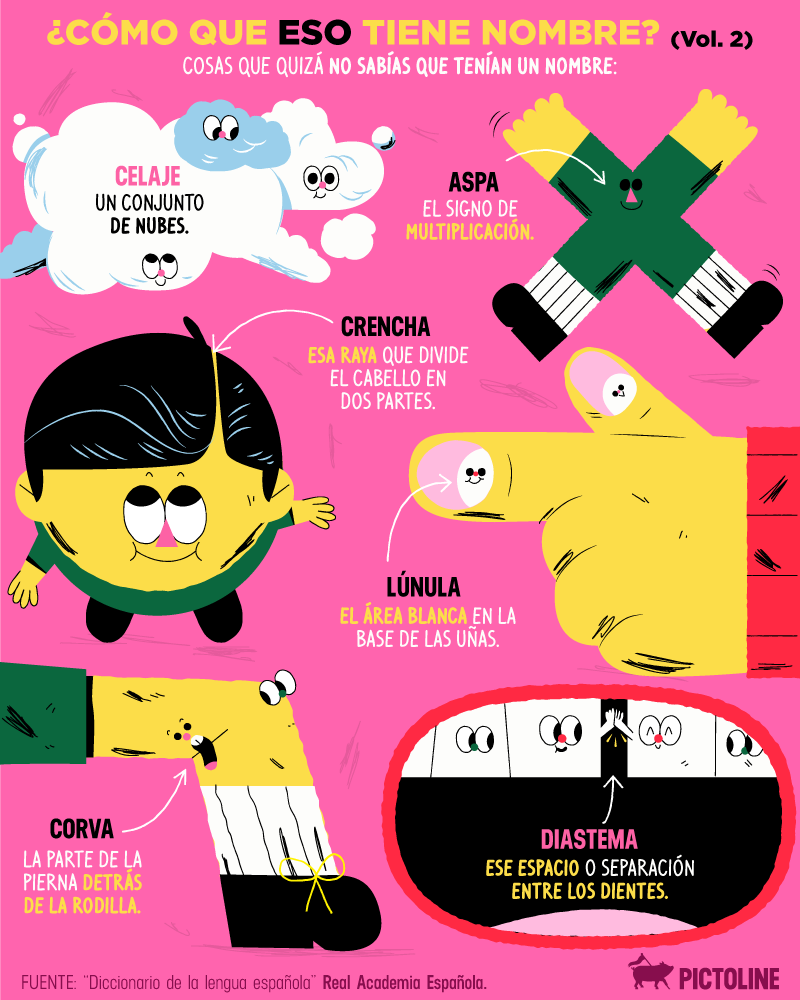 ¿CÓMO QUE ESO TIENE NOMBRE? (Vol. 2)
COSAS QUE QUIZÁ NO SABÍAS QUE TENÍAN UN NOMBRE:
CELAJE
UN CONJUNTO
DE NUBES.
ASPA
EL SIGNO DE
MULTIPLICACIÓN.
CRENCHA
ESA RAYA QUE DIVIDE
EL CABELLO EN
DOS PARTES.
LÚNULA
EL ÁREA BLANCA EN LA
BASE DE LAS UÑAS.
CORVA
LA PARTE DE LA
PIERNA DETRÁS
DE LA RODILLA.
DIASTEMA
ESE ESPACIO O SEPARACIÓN
ENTRE LOS DIENTES.
FUENTE: "Diccionario de la lengua española" Real Academia Española.
PICTOLINE